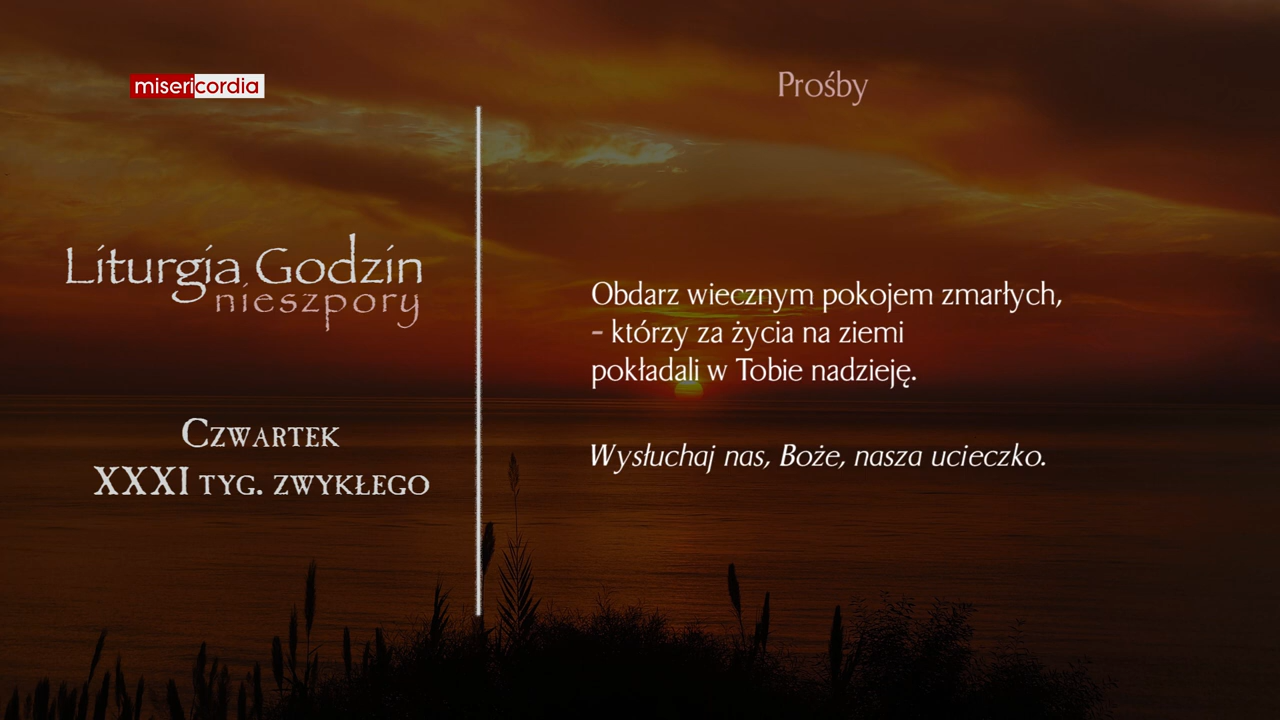 misericordia
Liturgia Godzin
nieszpory
Czwartek
XXXI tyg. zwykłego
Prośby
Obdarz wiecznym pokojem zmarłych,
- którzy za życia na ziemi
pokładali w Tobie nadzieję.
Wysłuchaj nas, Boże, nasza ucieczko.